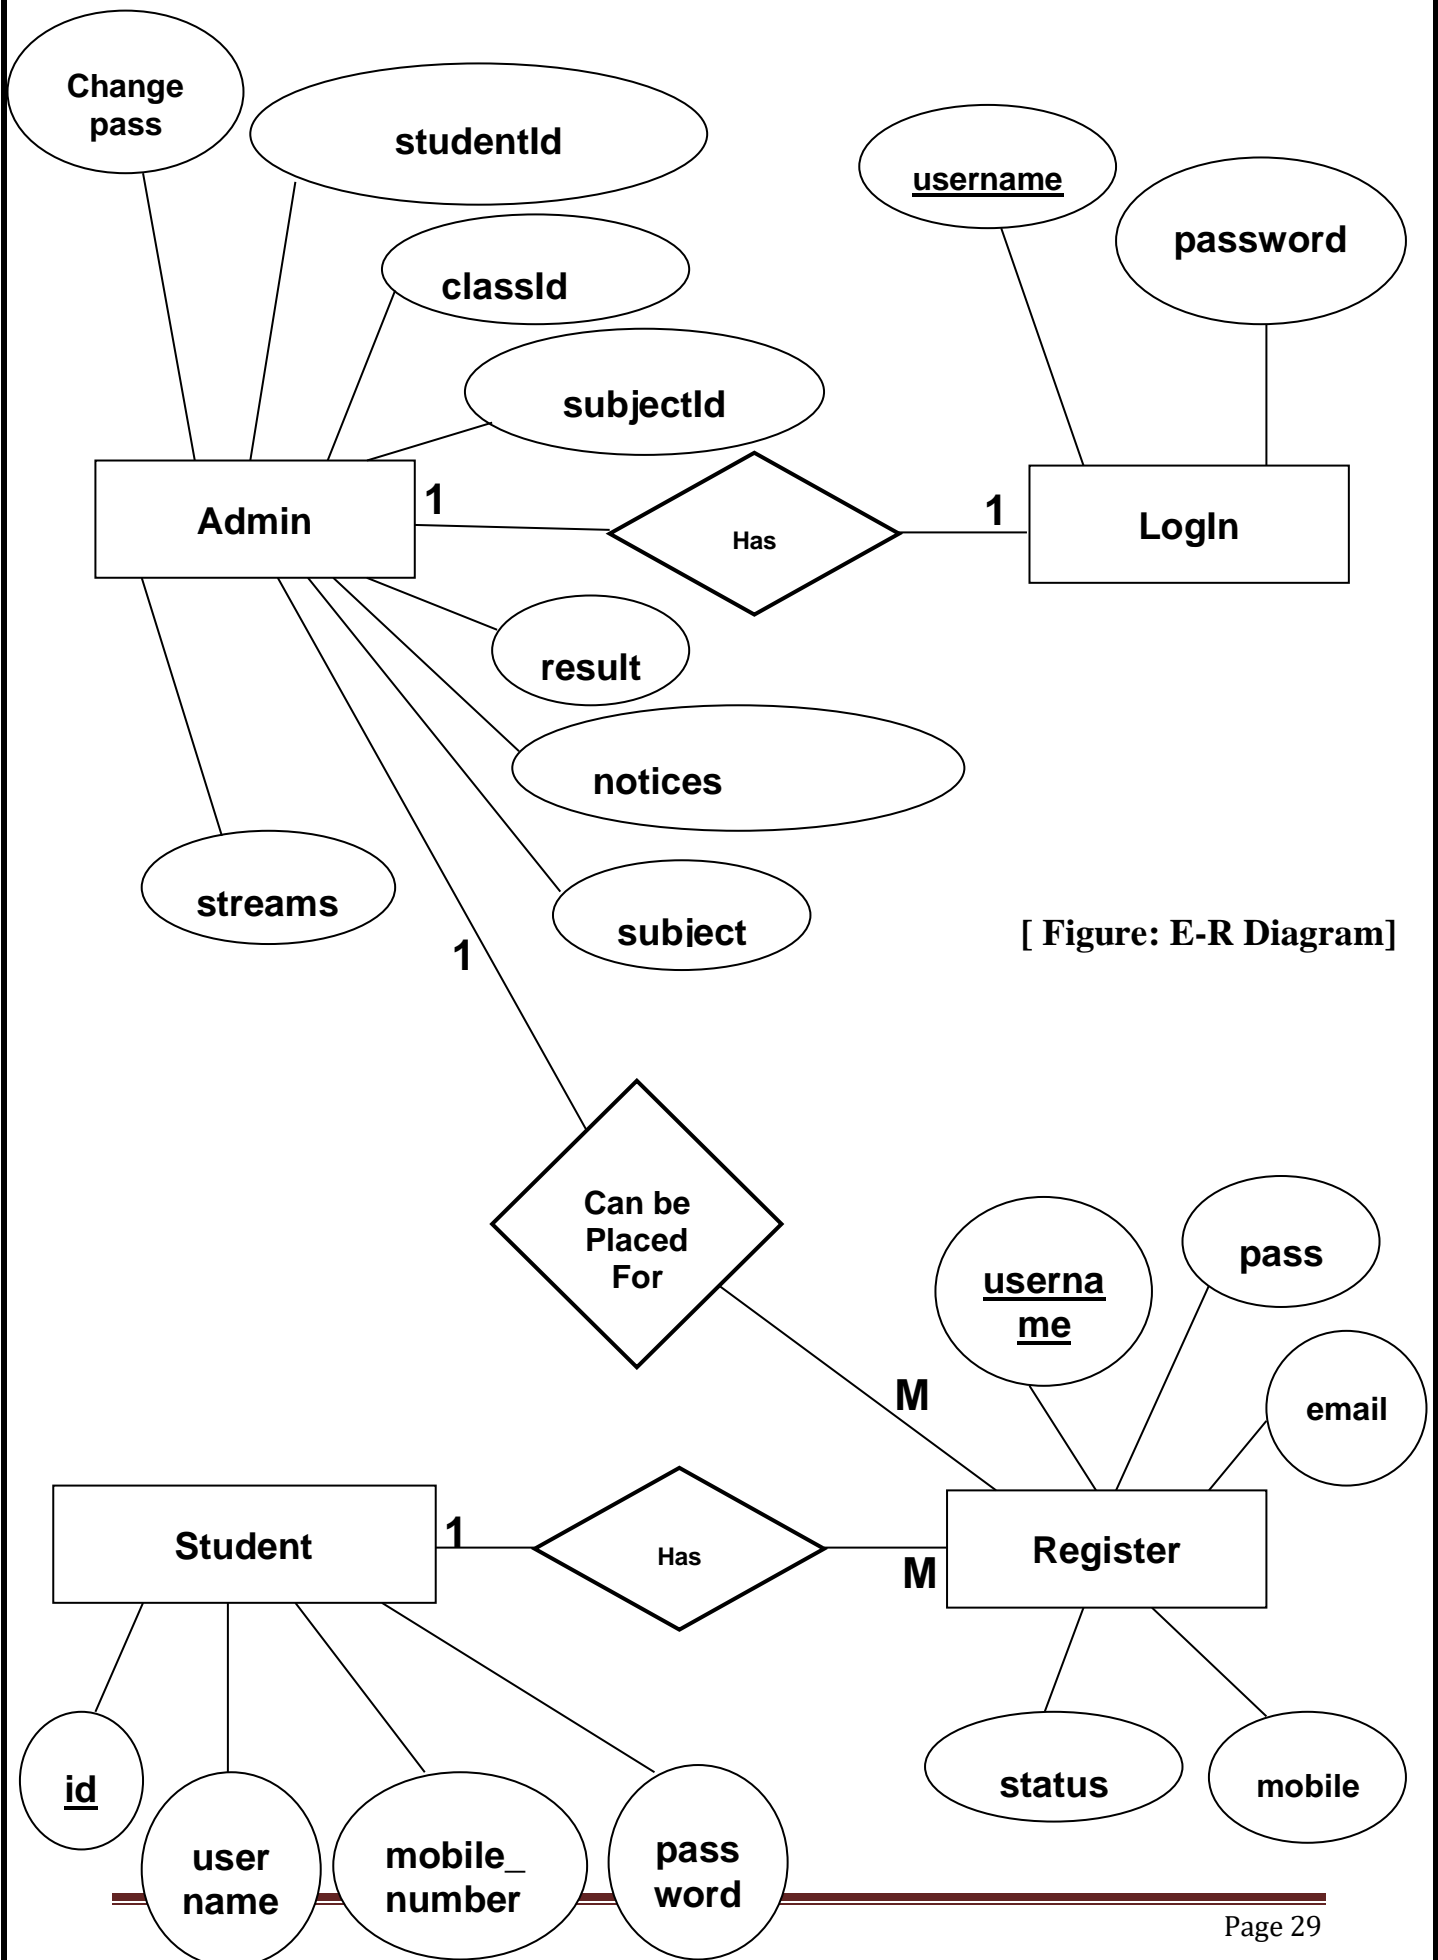 Change
pass
studentId
username
password
classId
subjectId
1
1
Admin
Has
LogIn
result
notices
streams
subject
[ Figure: E-R Diagram]
1
Can be
Placed
For
userna
me
pass
M
email
Student
1
Has
M
Register
id
status
mobile
user
name
mobile_
number
pass
word
Page 29